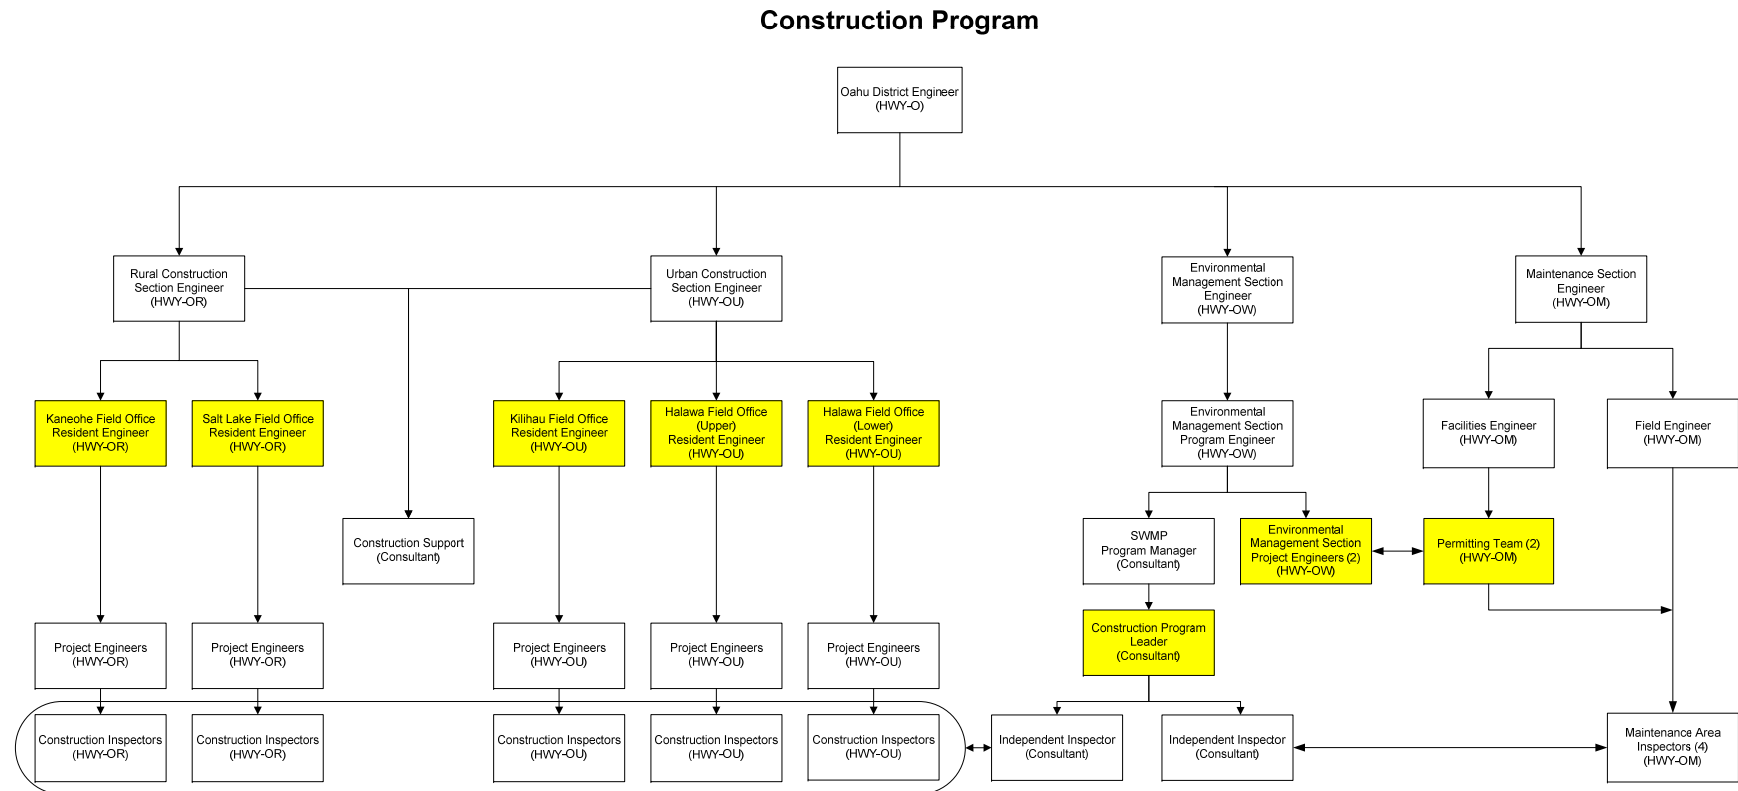 Construction Program
Oahu District Engineer
(HWY-O)
Rural Construction
Section Engineer
(HWY-OR)
Urban Construction
Section Engineer
(HWY-OU)
Environmental
Management Section
Engineer
(HWY-OW)
Maintenance Section
Engineer
(HWY-OM)
Kaneohe Field Office
Resident Engineer
(HWY-OR)
Salt Lake Field Office
Resident Engineer
(HWY-OR)
Kilihau Field Office
Resident Engineer
(HWY-OU)
Halawa Field Office
(Upper)
Resident Engineer
(HWY-OU)
Halawa Field Office
(Lower)
Resident Engineer
(HWY-OU)
Environmental
Management Section
Program Engineer
(HWY-OW)
Facilities Engineer
(HWY-OM)
Field Engineer
(HWY-OM)
Construction Support
(Consultant)
SWMP
Program Manager
(Consultant)
Environmental
Management Section
Project Engineers (2)
(HWY-OW)
Permitting Team (2)
(HWY-OM)
Project Engineers
(HWY-OR)
Project Engineers
(HWY-OR)
Project Engineers
(HWY-OU)
Project Engineers
(HWY-OU)
Project Engineers
(HWY-OU)
Construction Program
Leader
(Consultant)
Construction Inspectors
(HWY-OR)
Construction Inspectors
(HWY-OR)
Construction Inspectors
(HWY-OU)
Construction Inspectors
(HWY-OU)
Construction Inspectors
(HWY-OU)
Independent Inspector
(Consultant)
Independent Inspector
(Consultant)
Maintenance Area
Inspectors (4)
(HWY-OM)